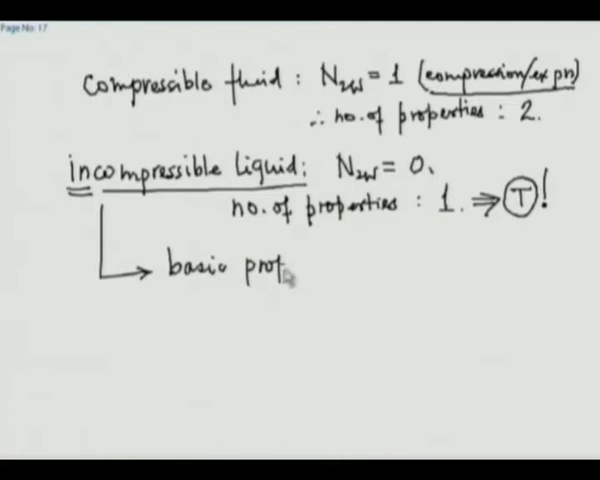 Page No: 17
Compressible fluid : N2W = 1 (compression/expn)
∴ no. of properties : 2.
incompressible liquid: N2W = 0.
no. of properties : 1. ⇒ T!
basic prop